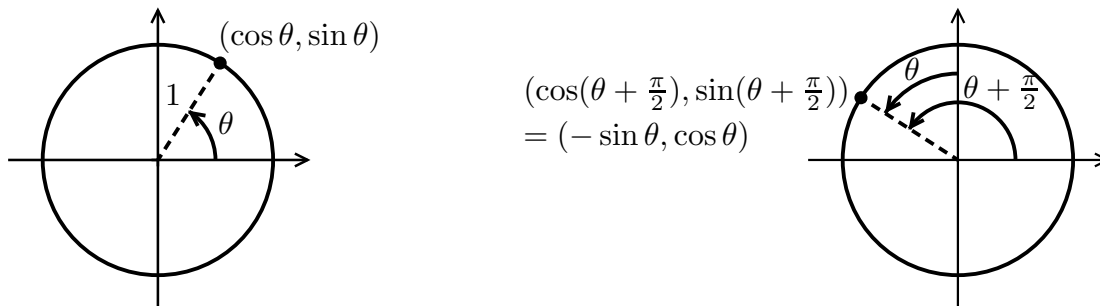 (cos θ, sin θ)
1
θ
θ
θ + π/2
(cos(θ + π/2), sin(θ + π/2))
= (− sin θ, cos θ)